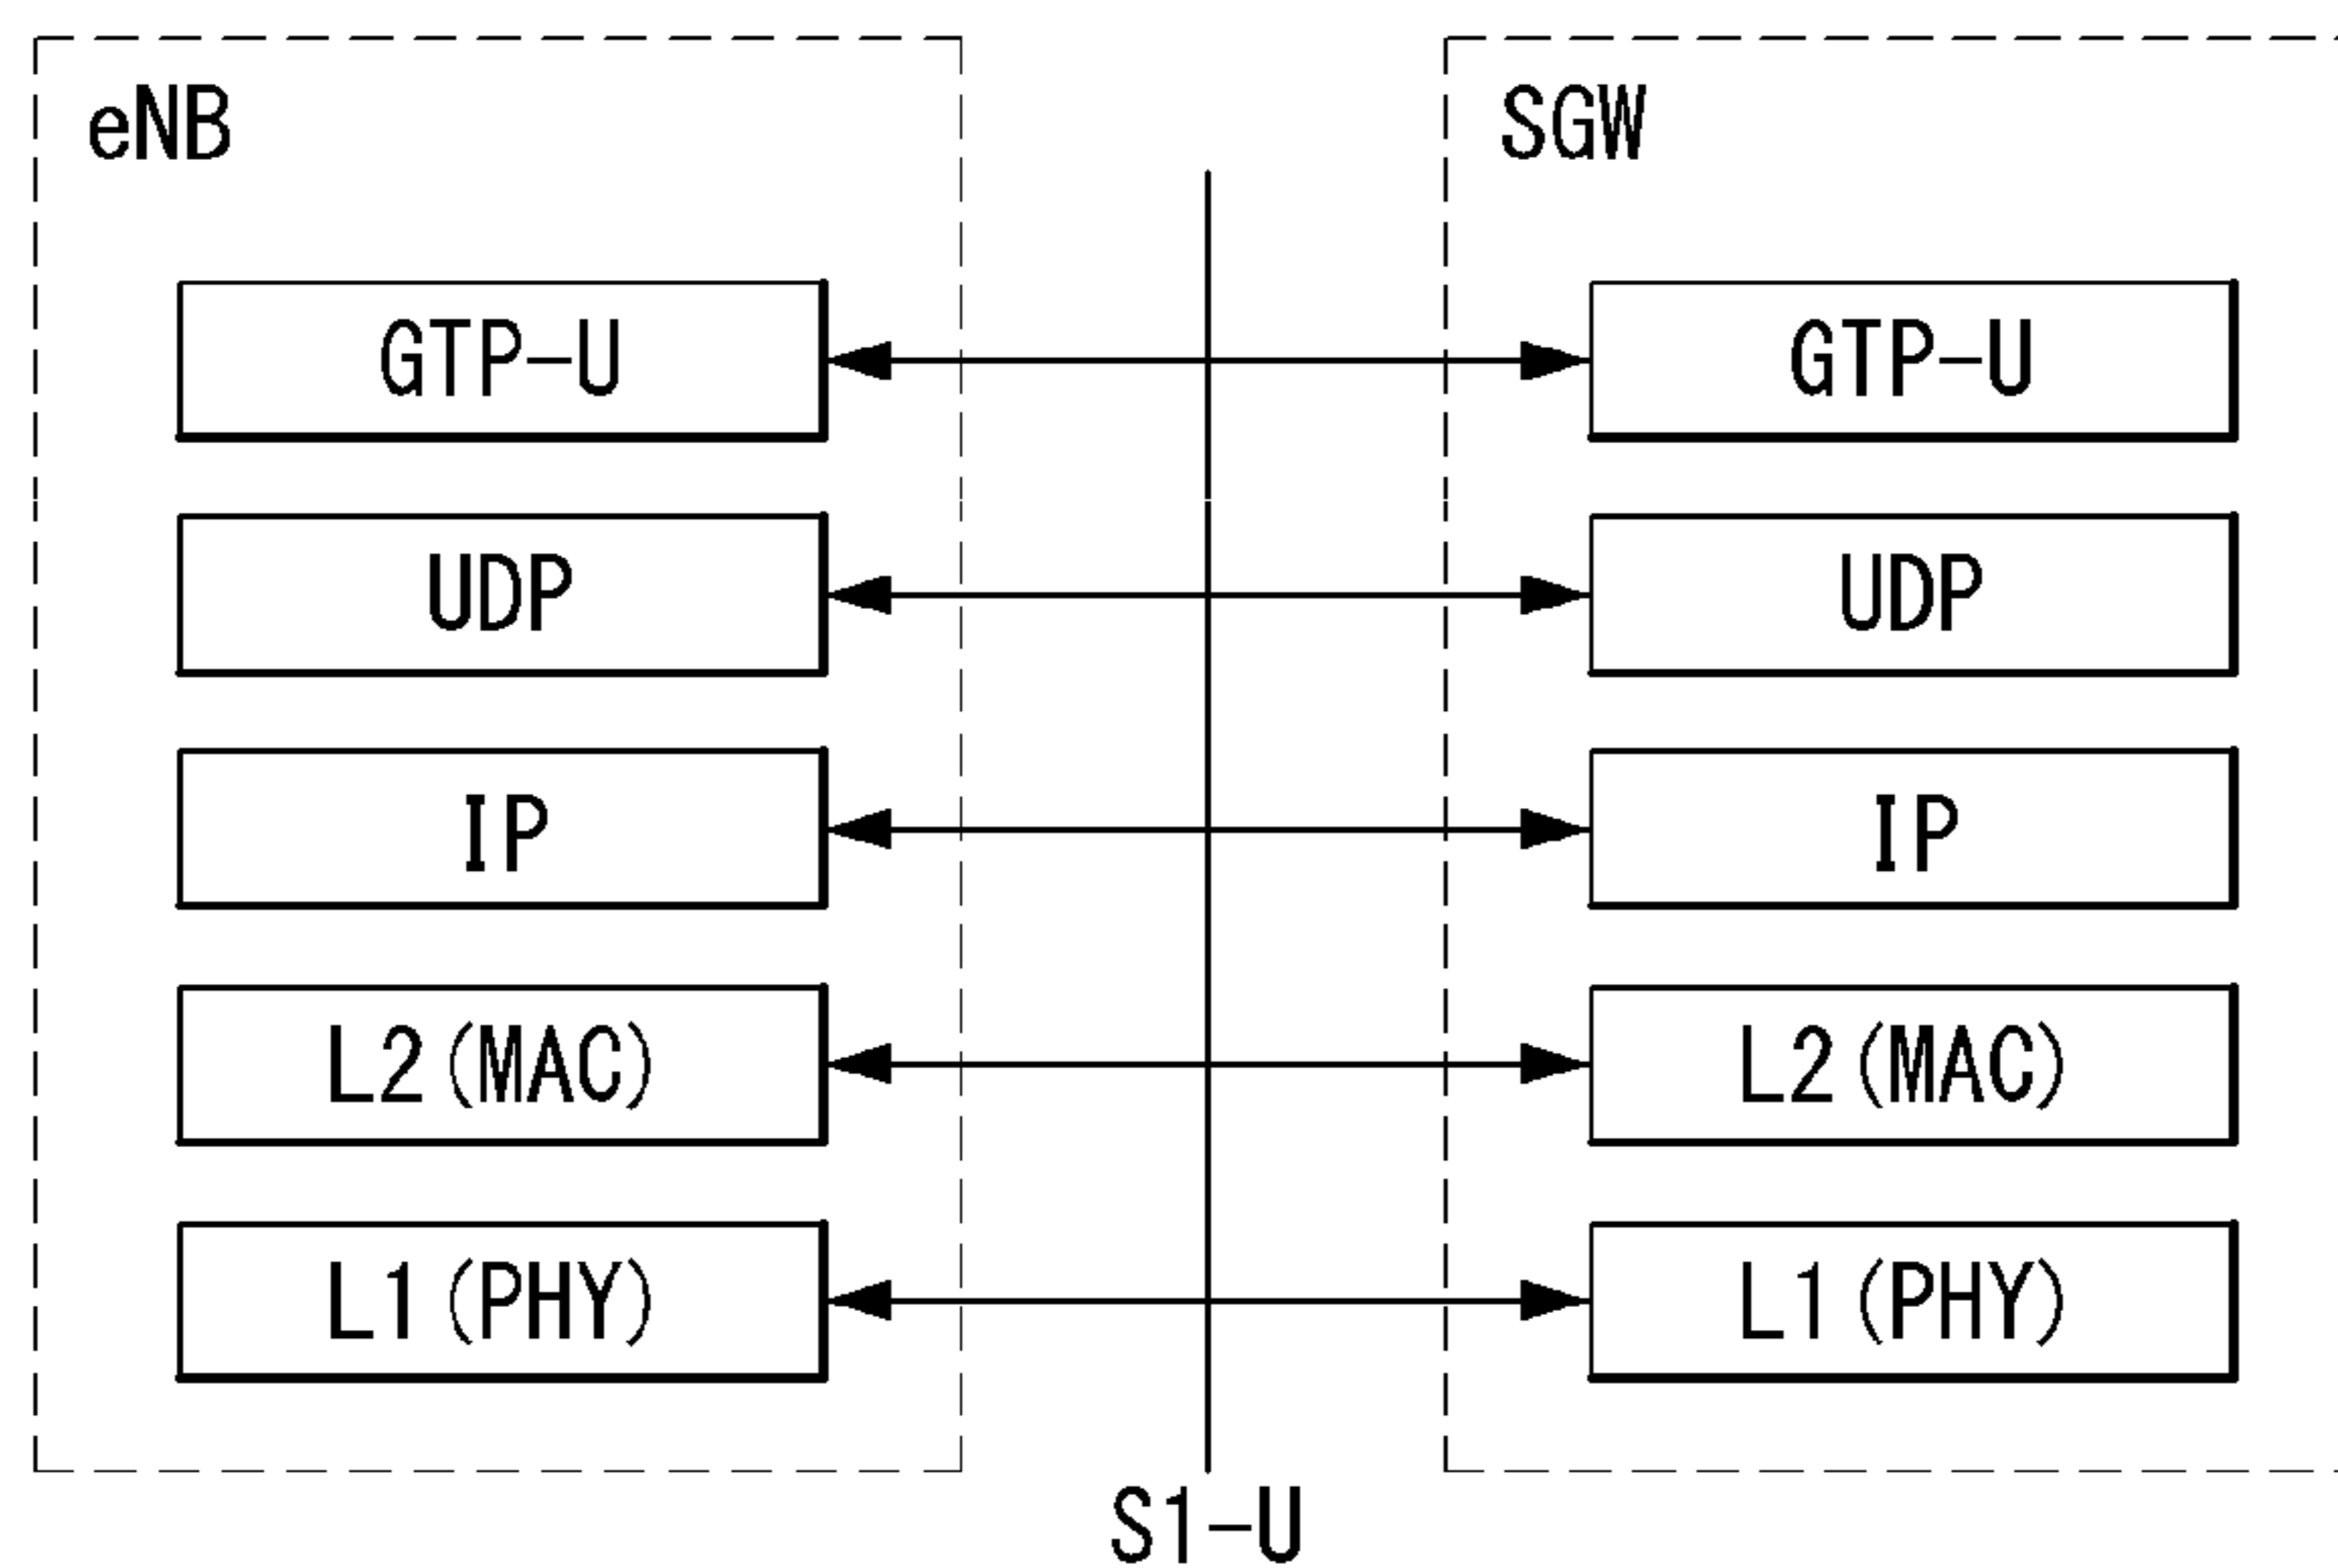 eNB
SGW
GTP-U
GTP-U
UDP
UDP
IP
IP
L2(MAC)
L2(MAC)
L1(PHY)
L1(PHY)
S1-U